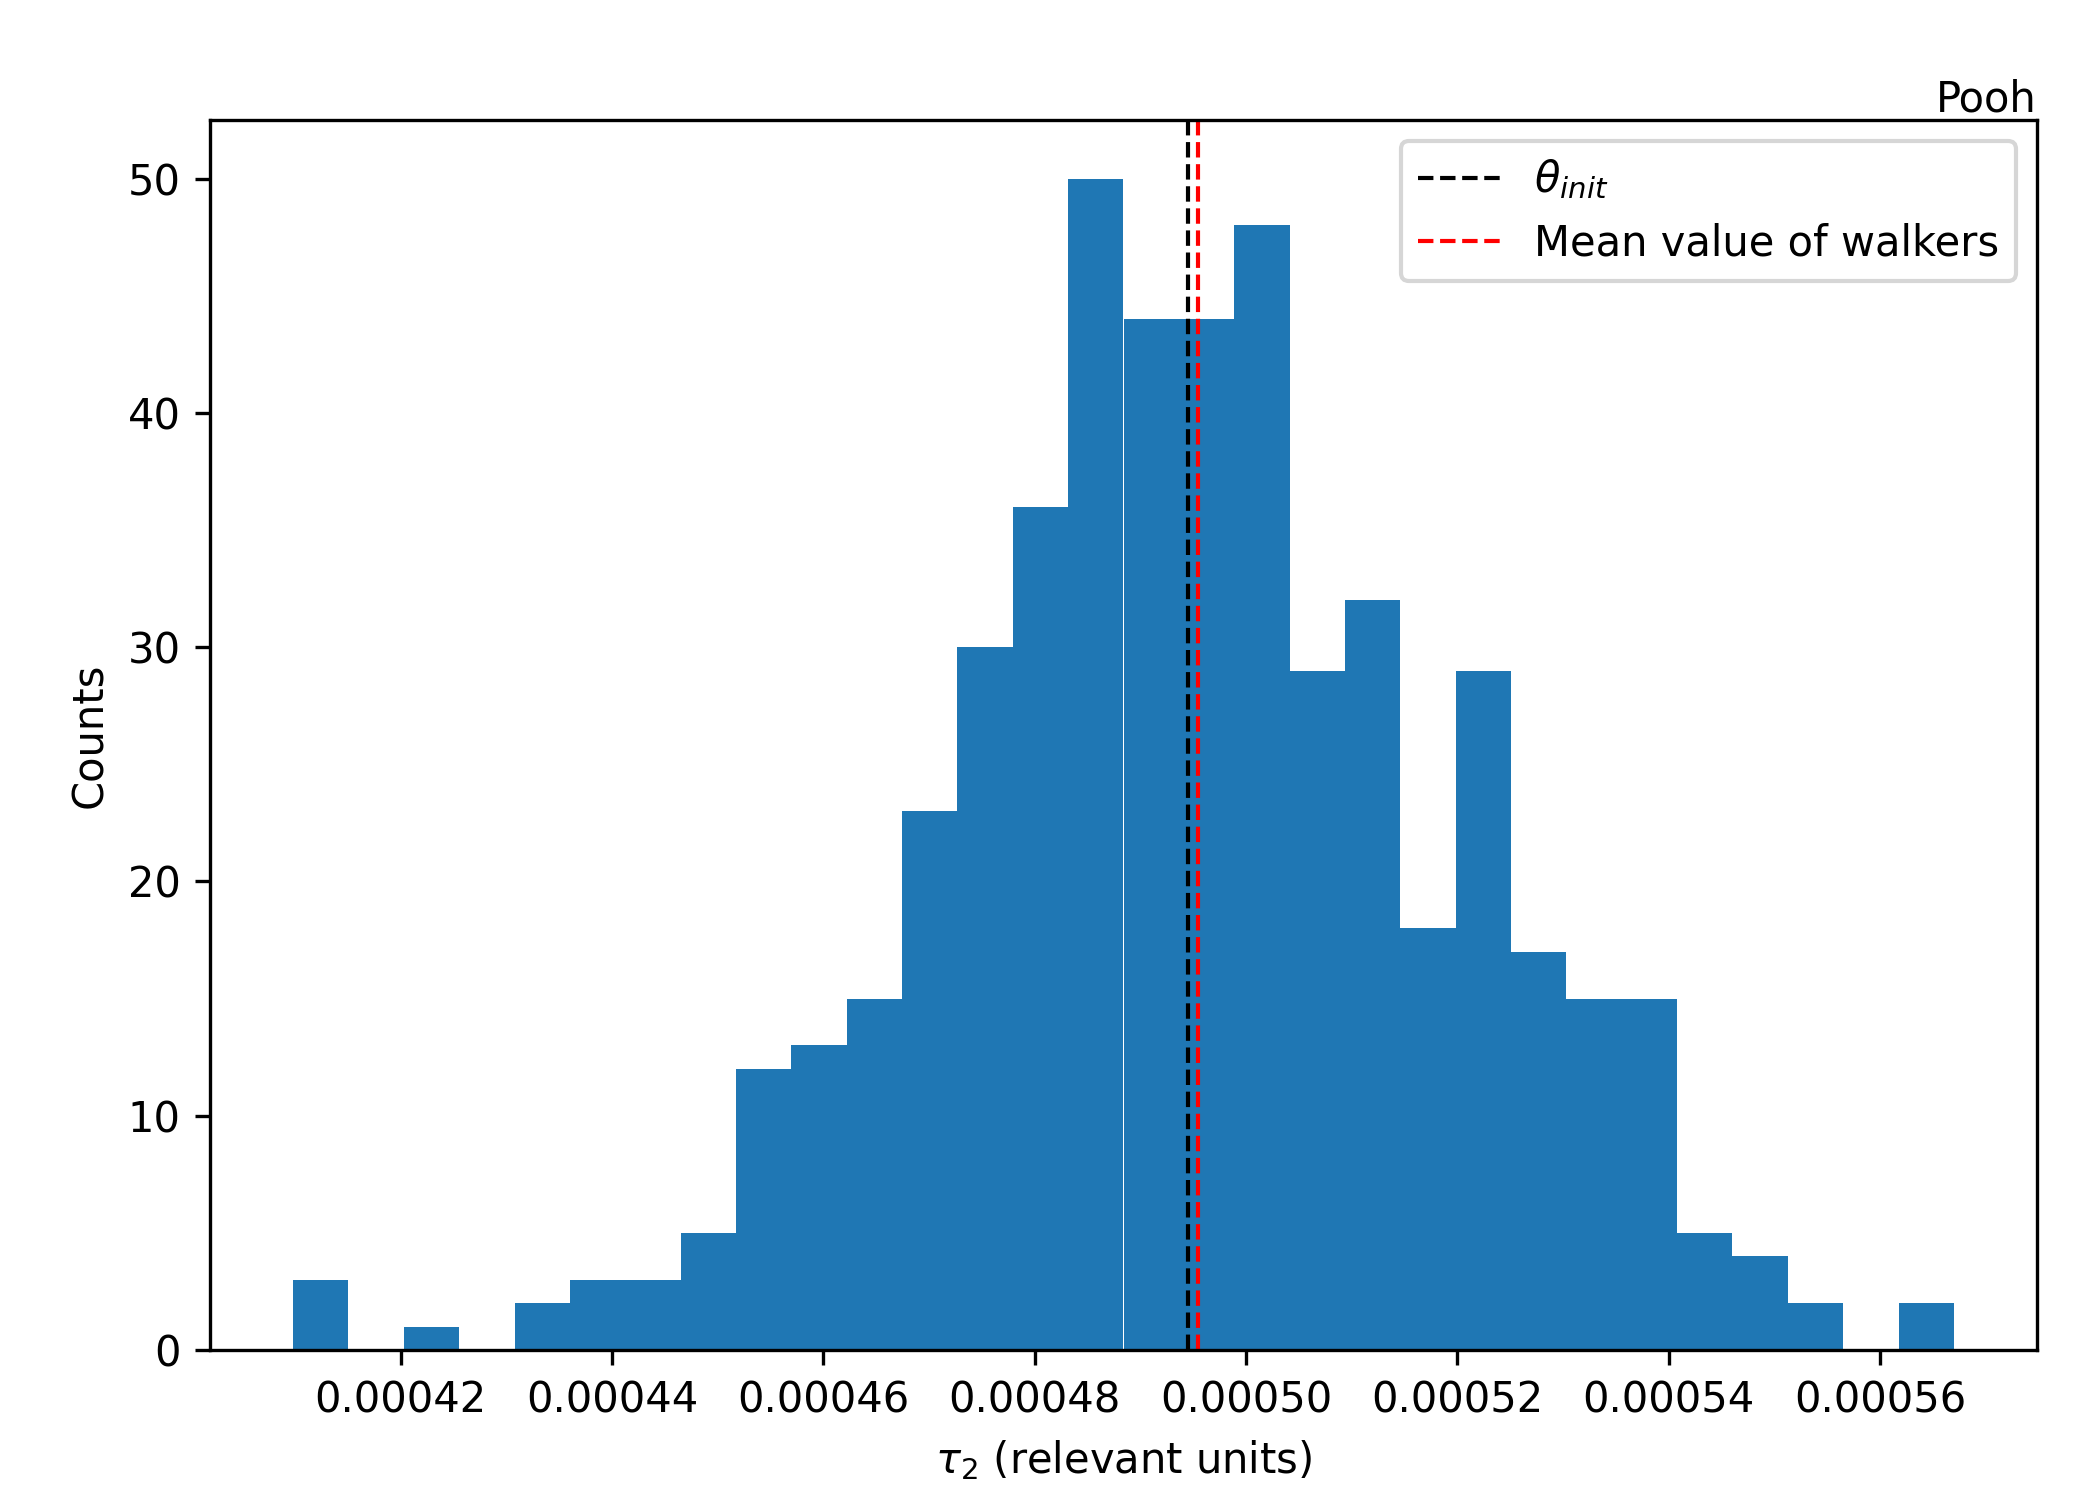 Pooh
θ_init
Mean value of walkers
50
40
30
20
10
0
Counts
0.00042 0.00044 0.00046 0.00048 0.00050 0.00052 0.00054 0.00056
τ₂ (relevant units)